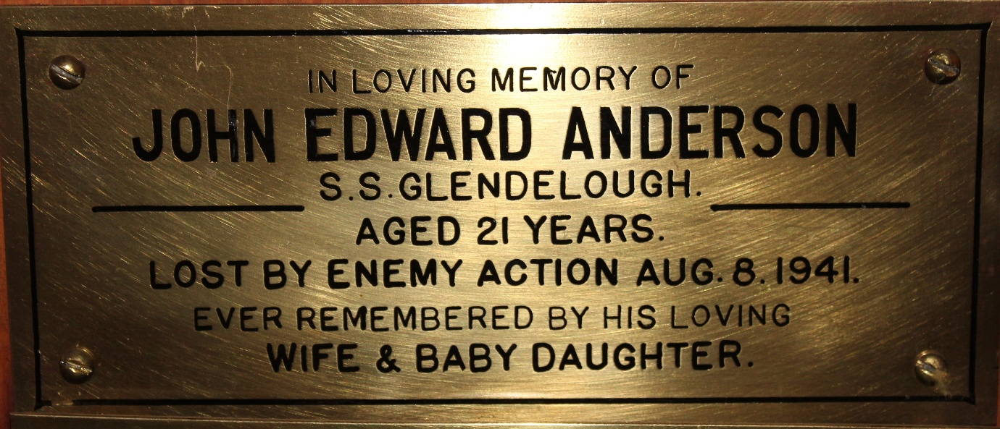 IN LOVING MEMORY OF
JOHN EDWARD ANDERSON
S.S.GLENDELOUGH.
AGED 21 YEARS.
LOST BY ENEMY ACTION AUG. 8. 1941.
EVER REMEMBERED BY HIS LOVING
WIFE & BABY DAUGHTER.